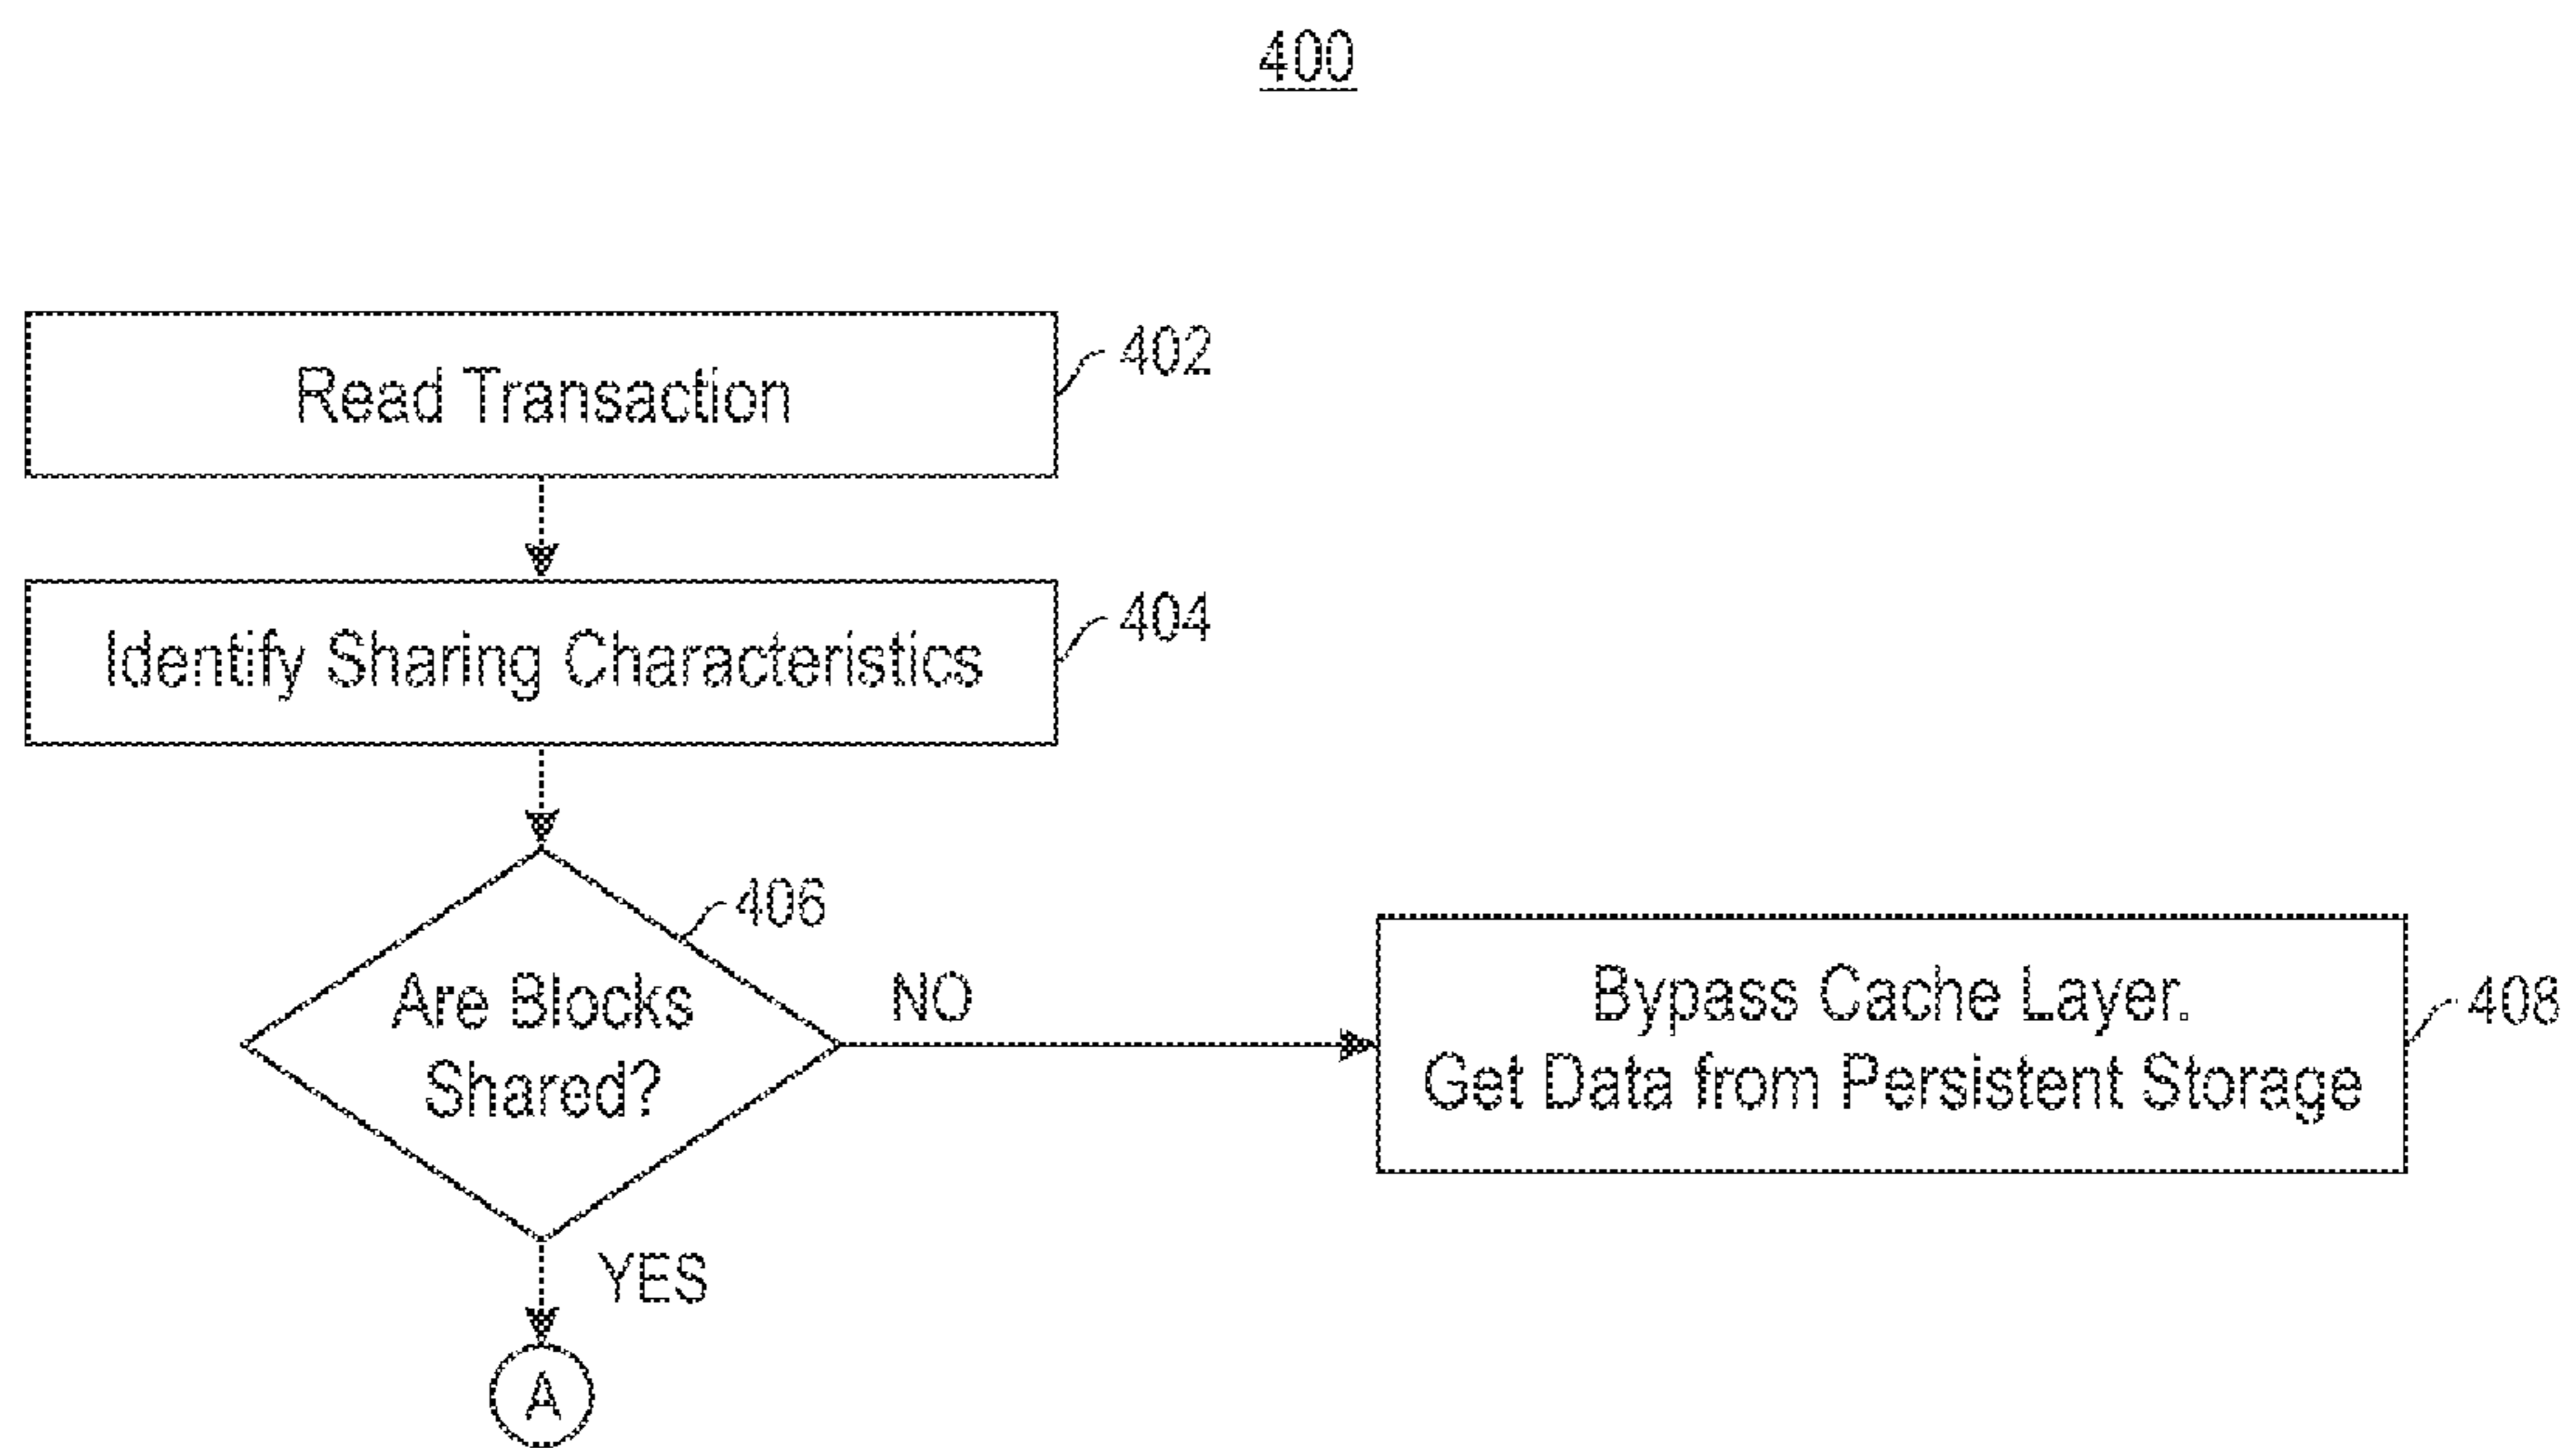 400
Read Transaction
402
Identify Sharing Characteristics
404
406
Are Blocks
Shared?
NO
Bypass Cache Layer.
Get Data from Persistent Storage
408
YES
A